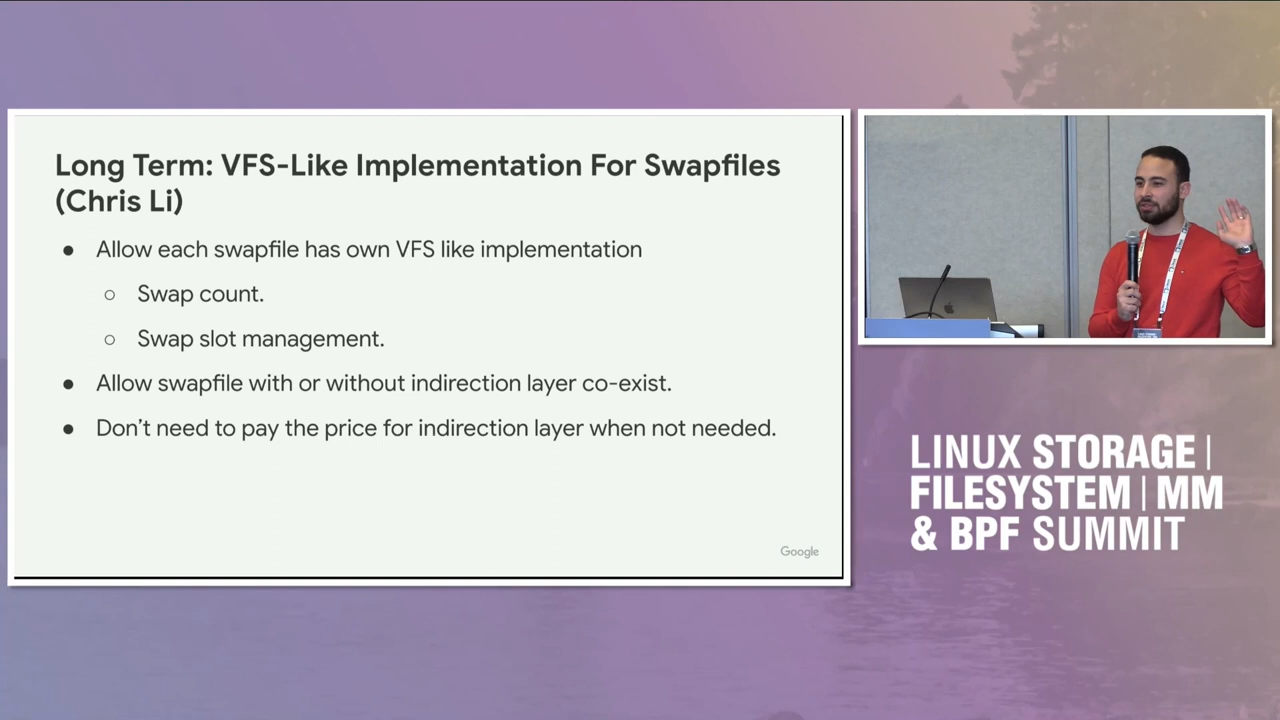 Long Term: VFS-Like Implementation For Swapfiles
(Chris Li)
● Allow each swapfile has own VFS like implementation
○ Swap count.
○ Swap slot management.
● Allow swapfile with or without indirection layer co-exist.
● Don’t need to pay the price for indirection layer when not needed.
Google
LINUX STORAGE |
FILESYSTEM | MM
& BPF SUMMIT